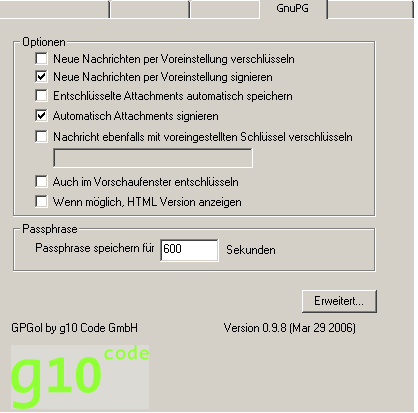 GnuPG
Optionen
Neue Nachrichten per Voreinstellung verschlüsseln
Neue Nachrichten per Voreinstellung signieren
Entschlüsselte Attachments automatisch speichern
Automatisch Attachments signieren
Nachricht ebenfalls mit voreingestellten Schlüssel verschlüsseln
Auch im Vorschaufenster entschlüsseln
Wenn möglich, HTML Version anzeigen
Passphrase
Passphrase speichern für 600 Sekunden
Erweitert...
GPGol by g10 Code GmbH Version 0.9.8 (Mar 29 2006)
g10 code